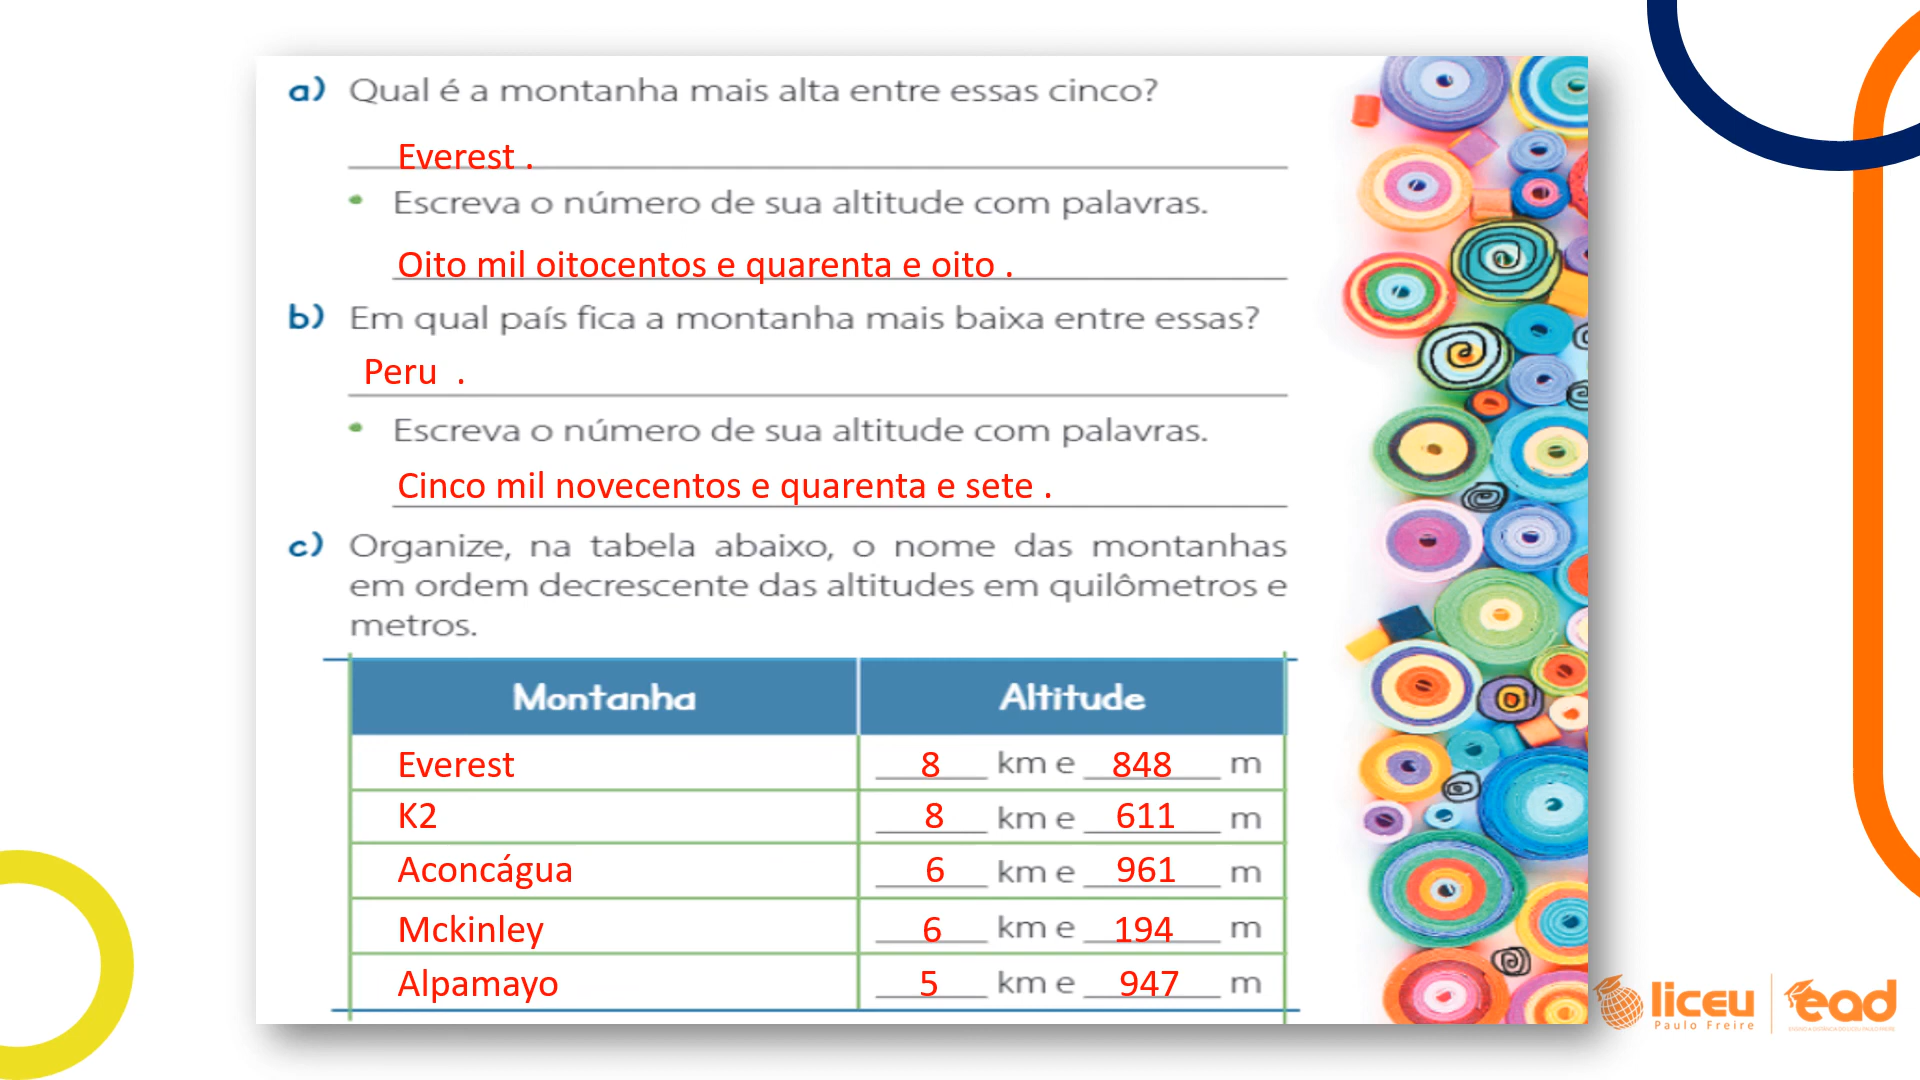 a) Qual é a montanha mais alta entre essas cinco?
Everest .
• Escreva o número de sua altitude com palavras.
Oito mil oitocentos e quarenta e oito .
b) Em qual país fica a montanha mais baixa entre essas?
Peru .
• Escreva o número de sua altitude com palavras.
Cinco mil novecentos e quarenta e sete .
c) Organize, na tabela abaixo, o nome das montanhas
em ordem decrescente das altitudes em quilômetros e
metros.
Montanha Altitude
Everest 8 km e 848 m
K2 8 km e 611 m
Aconcágua 6 km e 961 m
Mckinley 6 km e 194 m
Alpamayo 5 km e 947 m
liceu ead
Paulo Freire